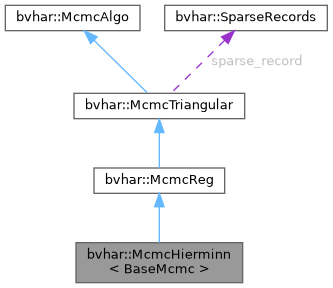 bvhar::McmcAlgo
bvhar::SparseRecords
sparse_record
bvhar::McmcTriangular
bvhar::McmcReg
bvhar::McmcHierminn
< BaseMcmc >